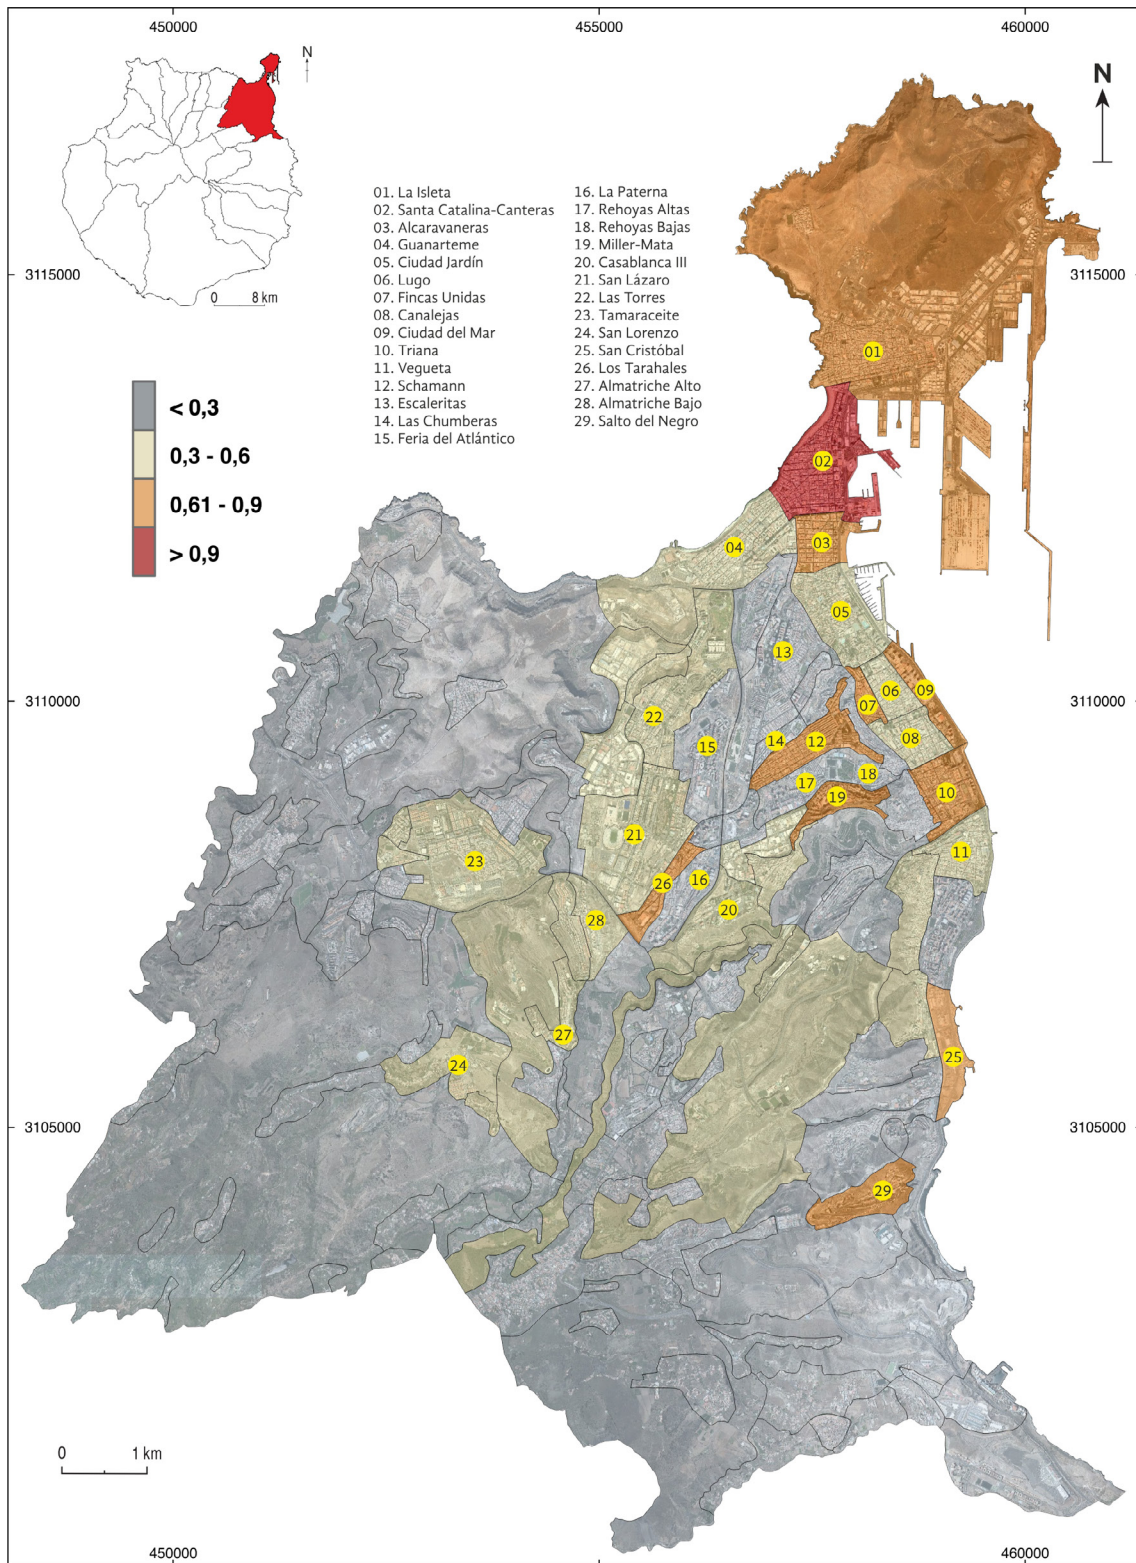 450000
455000
460000
N
N
0 8 km
3115000
3115000
01. La Isleta
02. Santa Catalina-Canteras
03. Alcaravaneras
04. Guanarteme
05. Ciudad Jardín
06. Lugo
07. Fincas Unidas
08. Canalejas
09. Ciudad del Mar
10. Triana
11. Vegueta
12. Schamann
13. Escaleritas
14. Las Chumberas
15. Feria del Atlántico
16. La Paterna
17. Rehoyas Altas
18. Rehoyas Bajas
19. Miller-Mata
20. Casablanca III
21. San Lázaro
22. Las Torres
23. Tamaraceite
24. San Lorenzo
25. San Cristóbal
26. Los Tarahales
27. Almatriche Alto
28. Almatriche Bajo
29. Salto del Negro
< 0,3
0,3 - 0,6
0,61 - 0,9
> 0,9
01
02
03
04
05
13
06
09
07
3110000
3110000
22
08
14
12
15
18
17
10
19
21
11
23
16
26
20
28
27
25
24
3105000
3105000
29
0 1 km
450000
460000